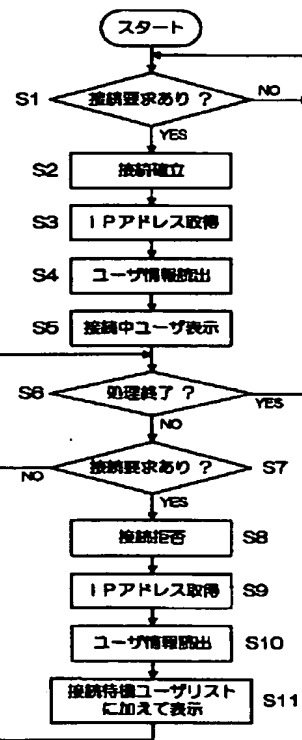 スタート
S1
接続要求あり ?
NO
YES
S2
接続確立
S3
IPアドレス取得
S4
ユーザ情報読出
S5
接続中ユーザ表示
S6
処理終了 ?
YES
NO
接続要求あり ?
S7
NO
YES
接続拒否
S8
IPアドレス取得
S9
ユーザ情報読出
S10
接続待機ユーザリスト
に加えて表示
S11